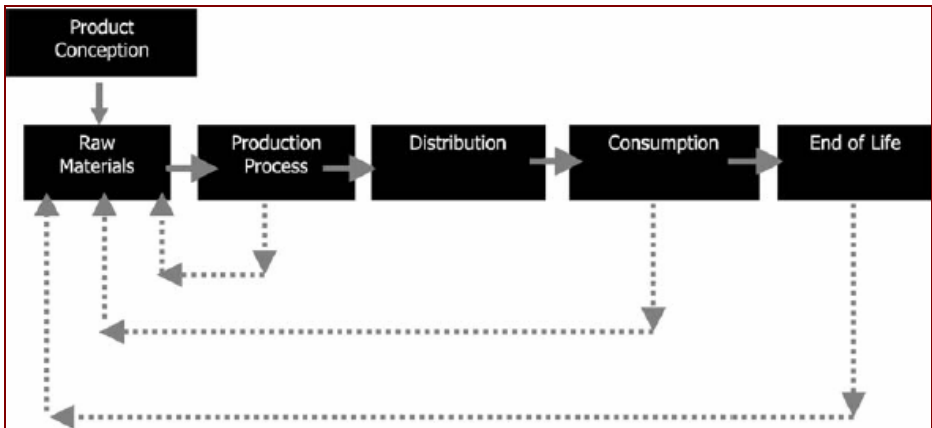 Product
Conception
Raw
Materials
Production
Process
Distribution
Consumption
End of Life